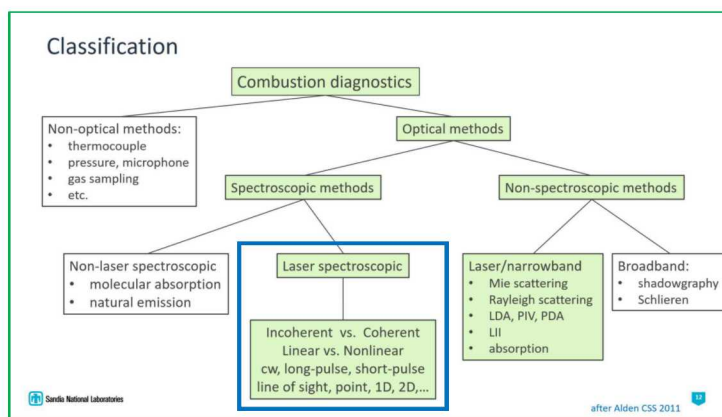 Classification
Combustion diagnostics
Non-optical methods:
• thermocouple
• pressure, microphone
• gas sampling
• etc.
Optical methods
Spectroscopic methods
Non-spectroscopic methods
Non-laser spectroscopic
• molecular absorption
• natural emission
Laser spectroscopic
Incoherent vs. Coherent
Linear vs. Nonlinear
cw, long-pulse, short-pulse
line of sight, point, 1D, 2D,...
Laser/narrowband
• Mie scattering
• Rayleigh scattering
• LDA, PIV, PDA
• LII
• absorption
Broadband:
• shadowgraphy
• Schlieren
Sandia National Laboratories
12
after Alden CSS 2011